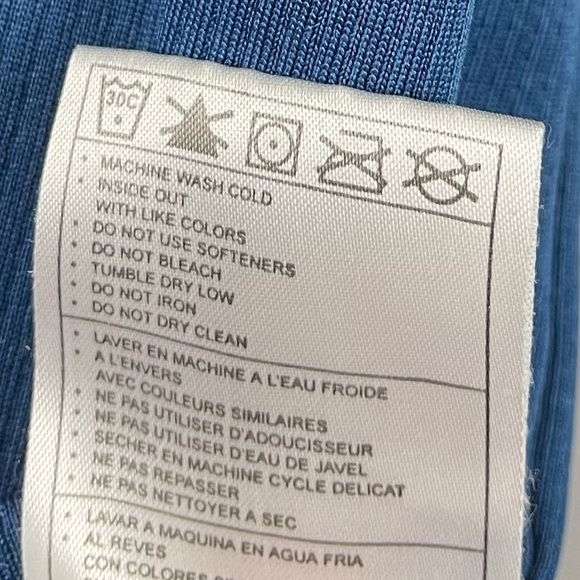 30C
• MACHINE WASH COLD
• INSIDE OUT
WITH LIKE COLORS
• DO NOT USE SOFTENERS
• DO NOT BLEACH
• TUMBLE DRY LOW
• DO NOT IRON
• DO NOT DRY CLEAN
• LAVER EN MACHINE A L'EAU FROIDE
• A L'ENVERS
AVEC COULEURS SIMILAIRES
• NE PAS UTILISER D'ADOUCISSEUR
• NE PAS UTILISER D'EAU DE JAVEL
• SECHER EN MACHINE CYCLE DELICAT
• NE PAS REPASSER
• NE PAS NETTOYER A SEC
• LAVAR A MAQUINA EN AGUA FRIA
• AL REVES
CON COLORES